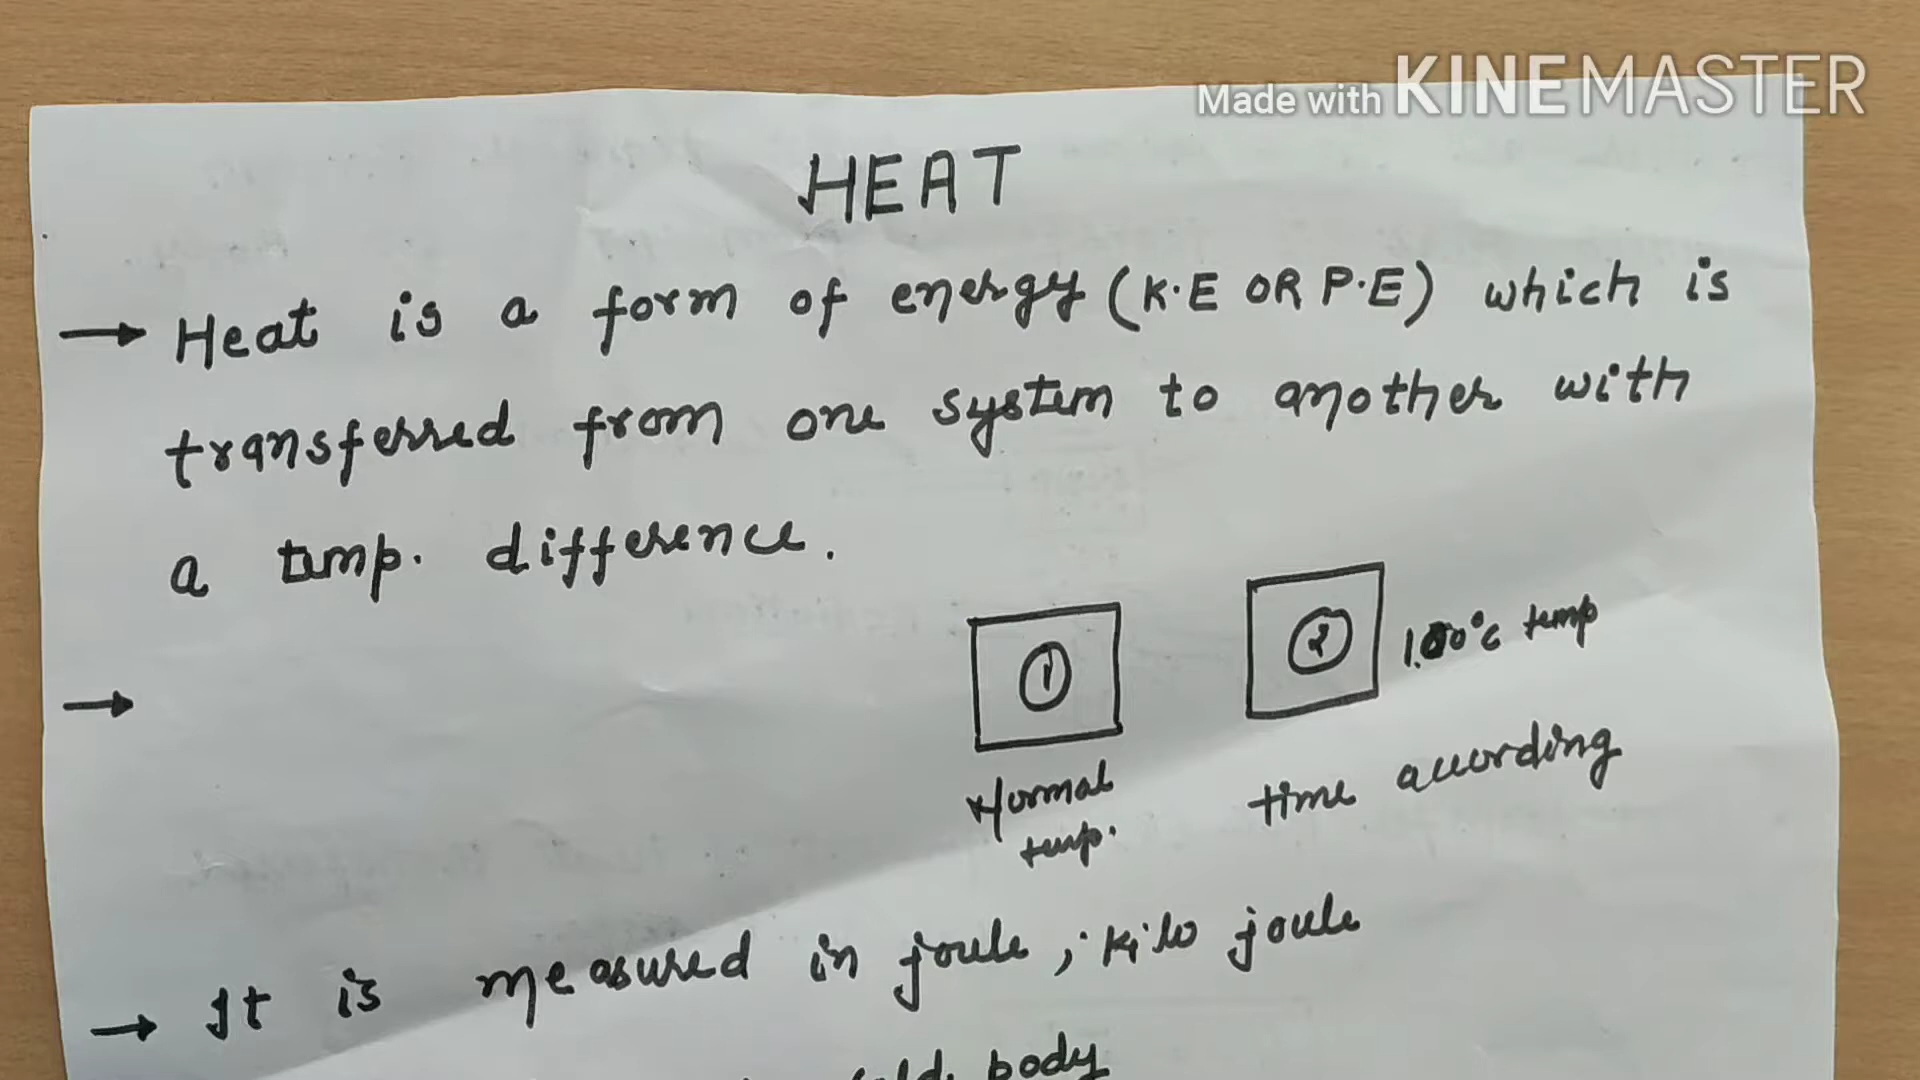 Made with KINEMASTER
HEAT
→ Heat is a form of energy (K.E OR P.E) which is
transferred from one system to another with
a temp. difference.
→
① ② 100°c temp
Normal temp.
time according
→ It is measured in joule, kilo joule
cold body